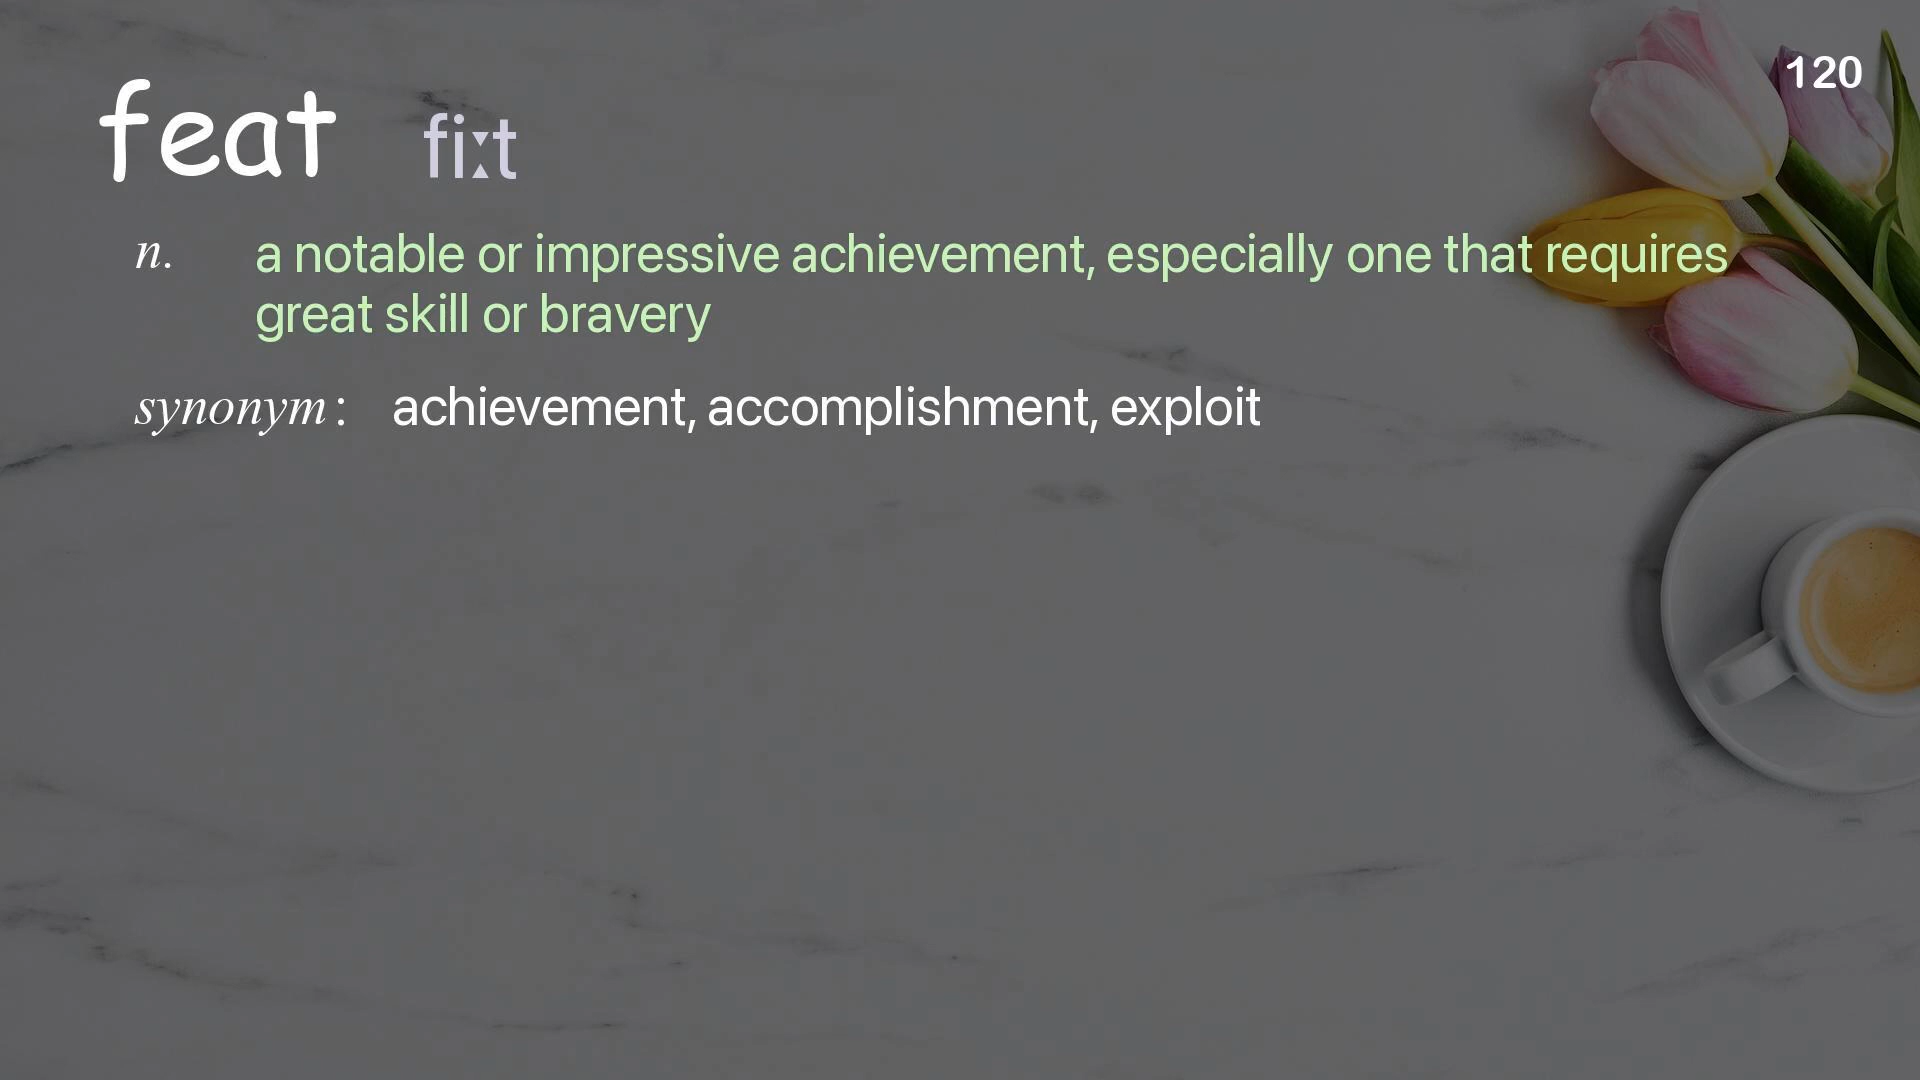 120
feat fiːt
n. a notable or impressive achievement, especially one that requires
great skill or bravery
synonym: achievement, accomplishment, exploit